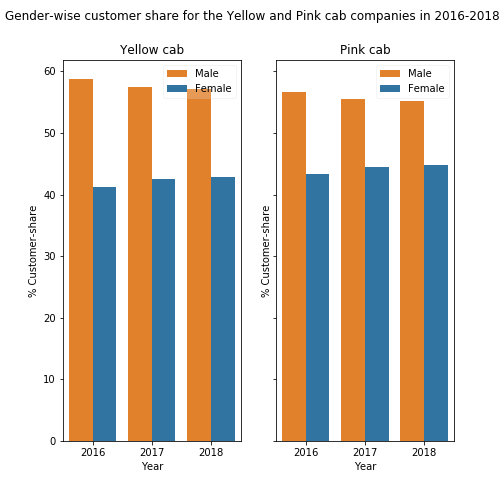 Gender-wise customer share for the Yellow and Pink cab companies in 2016-2018
Yellow cab
Male
Female
60
50
40
30
20
10
0
% Customer-share
2016 2017 2018
Year
Pink cab
Male
Female
% Customer-share
2016 2017 2018
Year